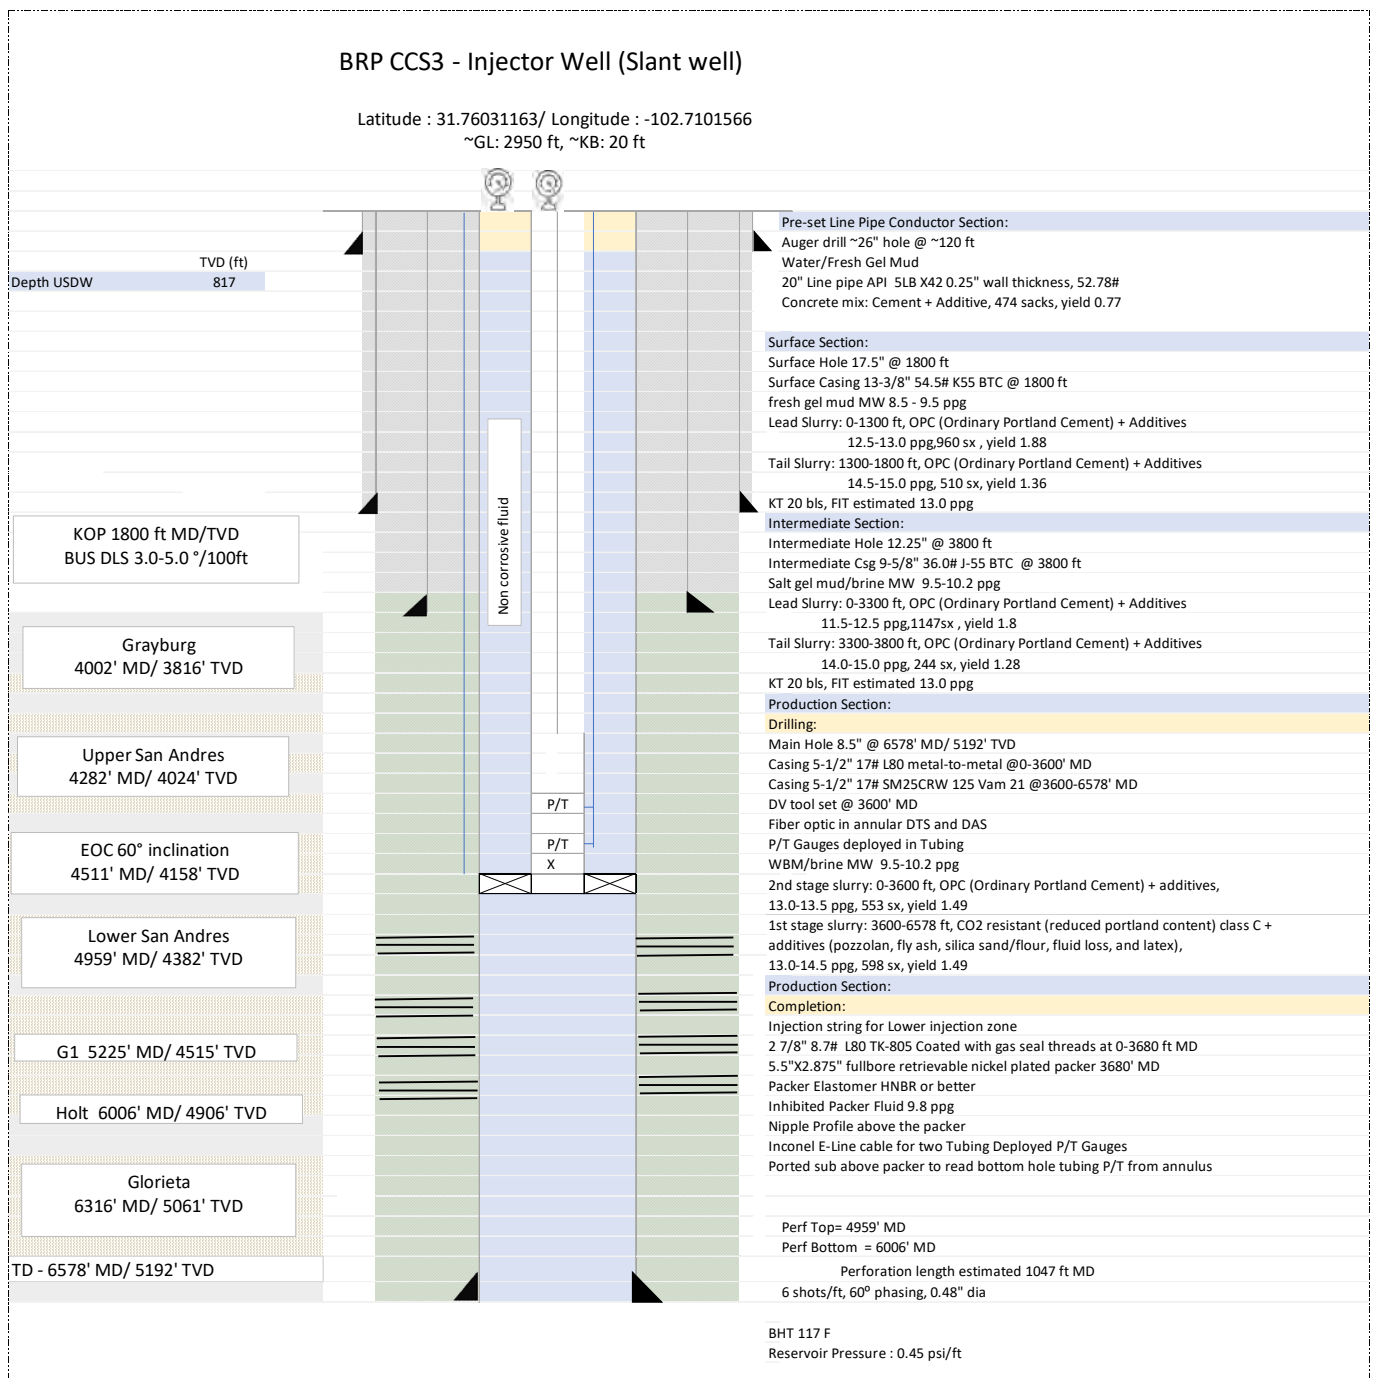 BRP CCS3 - Injector Well (Slant well)
Latitude : 31.76031163/ Longitude : -102.7101566
~GL: 2950 ft, ~KB: 20 ft
TVD (ft)
Depth USDW 817
KOP 1800 ft MD/TVD
BUS DLS 3.0-5.0 °/100ft
Grayburg
4002' MD/ 3816' TVD
Upper San Andres
4282' MD/ 4024' TVD
EOC 60° inclination
4511' MD/ 4158' TVD
Lower San Andres
4959' MD/ 4382' TVD
G1 5225' MD/ 4515' TVD
Holt 6006' MD/ 4906' TVD
Glorieta
6316' MD/ 5061' TVD
TD - 6578' MD/ 5192' TVD
Non corrosive fluid
P/T
P/T
X
Pre-set Line Pipe Conductor Section:
Auger drill ~26" hole @ ~120 ft
Water/Fresh Gel Mud
20" Line pipe API 5LB X42 0.25" wall thickness, 52.78#
Concrete mix: Cement + Additive, 474 sacks, yield 0.77
Surface Section:
Surface Hole 17.5" @ 1800 ft
Surface Casing 13-3/8" 54.5# K55 BTC @ 1800 ft
fresh gel mud MW 8.5 - 9.5 ppg
Lead Slurry: 0-1300 ft, OPC (Ordinary Portland Cement) + Additives
12.5-13.0 ppg,960 sx , yield 1.88
Tail Slurry: 1300-1800 ft, OPC (Ordinary Portland Cement) + Additives
14.5-15.0 ppg, 510 sx, yield 1.36
KT 20 bls, FIT estimated 13.0 ppg
Intermediate Section:
Intermediate Hole 12.25" @ 3800 ft
Intermediate Csg 9-5/8" 36.0# J-55 BTC @ 3800 ft
Salt gel mud/brine MW 9.5-10.2 ppg
Lead Slurry: 0-3300 ft, OPC (Ordinary Portland Cement) + Additives
11.5-12.5 ppg,1147sx , yield 1.8
Tail Slurry: 3300-3800 ft, OPC (Ordinary Portland Cement) + Additives
14.0-15.0 ppg, 244 sx, yield 1.28
KT 20 bls, FIT estimated 13.0 ppg
Production Section:
Drilling:
Main Hole 8.5" @ 6578' MD/ 5192' TVD
Casing 5-1/2" 17# L80 metal-to-metal @0-3600' MD
Casing 5-1/2" 17# SM25CRW 125 Vam 21 @3600-6578' MD
DV tool set @ 3600' MD
Fiber optic in annular DTS and DAS
P/T Gauges deployed in Tubing
WBM/brine MW 9.5-10.2 ppg
2nd stage slurry: 0-3600 ft, OPC (Ordinary Portland Cement) + additives,
13.0-13.5 ppg, 553 sx, yield 1.49
1st stage slurry: 3600-6578 ft, CO2 resistant (reduced portland content) class C +
additives (pozzolan, fly ash, silica sand/flour, fluid loss, and latex),
13.0-14.5 ppg, 598 sx, yield 1.49
Production Section:
Completion:
Injection string for Lower injection zone
2 7/8" 8.7# L80 TK-805 Coated with gas seal threads at 0-3680 ft MD
5.5"X2.875" fullbore retrievable nickel plated packer 3680' MD
Packer Elastomer HNBR or better
Inhibited Packer Fluid 9.8 ppg
Nipple Profile above the packer
Inconel E-Line cable for two Tubing Deployed P/T Gauges
Ported sub above packer to read bottom hole tubing P/T from annulus
Perf Top= 4959' MD
Perf Bottom = 6006' MD
Perforation length estimated 1047 ft MD
6 shots/ft, 60º phasing, 0.48" dia
BHT 117 F
Reservoir Pressure : 0.45 psi/ft